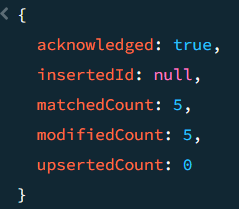 {
acknowledged: true,
insertedId: null,
matchedCount: 5,
modifiedCount: 5,
upsertedCount: 0
}